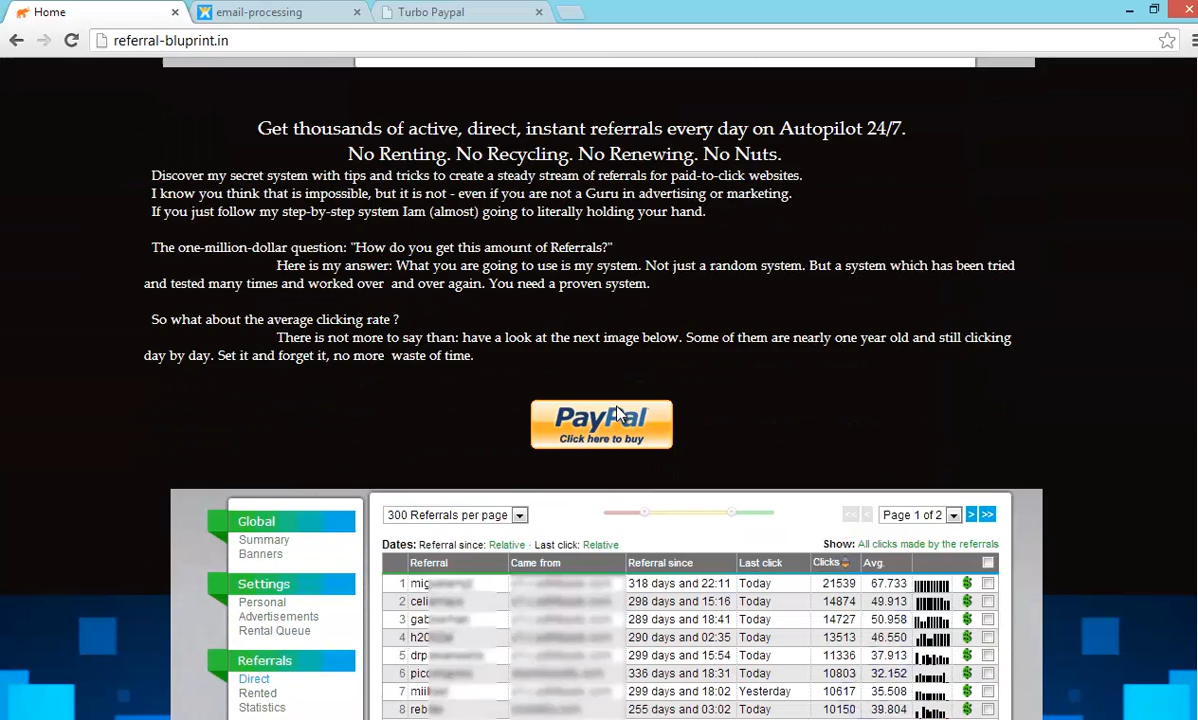 Home
email-processing
Turbo Paypal
referral-bluprint.in
Get thousands of active, direct, instant referrals every day on Autopilot 24/7.
No Renting. No Recycling. No Renewing. No Nuts.
Discover my secret system with tips and tricks to create a steady stream of referrals for paid-to-click websites.
I know you think that is impossible, but it is not - even if you are not a Guru in advertising or marketing.
If you just follow my step-by-step system Iam (almost) going to literally holding your hand.
The one-million-dollar question: "How do you get this amount of Referrals?"
Here is my answer: What you are going to use is my system. Not just a random system. But a system which has been tried
and tested many times and worked over and over again. You need a proven system.
So what about the average clicking rate ?
There is not more to say than: have a look at the next image below. Some of them are nearly one year old and still clicking
day by day. Set it and forget it, no more waste of time.
PayPal
Click here to buy
Global
Summary
Banners
Settings
Personal
Advertisements
Rental Queue
Referrals
Direct
Rented
Statistics
300 Referrals per page
<< < Page 1 of 2 > >>
Dates: Referral since: Relative - Last click: Relative
Show: All clicks made by the referrals
Referral Came from Referral since Last click Clicks Avg.
1 mig 318 days and 22:11 Today 21539 67.733
2 celi 298 days and 15:16 Today 14874 49.913
3 gab 289 days and 18:41 Today 14727 50.958
4 h20 290 days and 02:35 Today 13513 46.550
5 drp 299 days and 15:54 Today 11336 37.913
6 pico 336 days and 18:31 Today 10803 32.152
7 miil 299 days and 18:02 Yesterday 10617 35.508
8 reb 255 days and 03:02 Today 10150 39.804